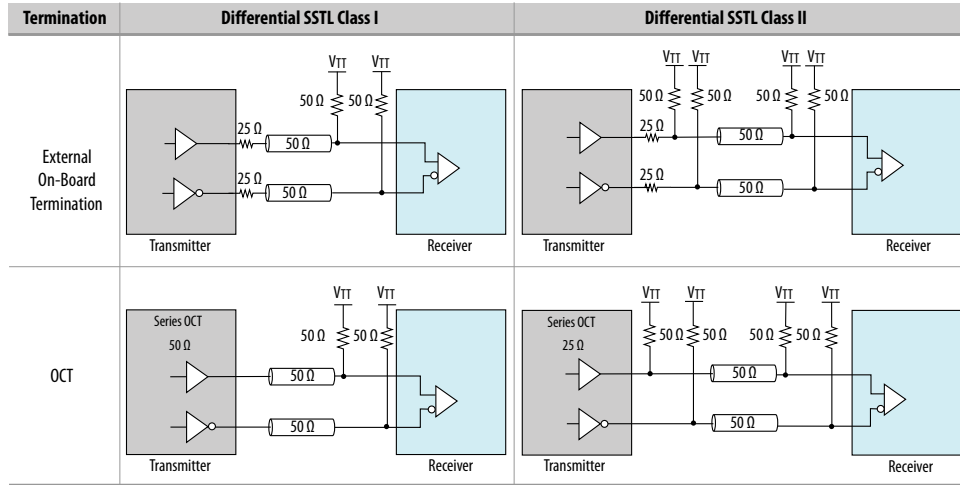 Termination Differential SSTL Class I Differential SSTL Class II
External
On-Board
Termination
VTT VTT
50 Ω 50 Ω
25 Ω
50 Ω
25 Ω
50 Ω
Transmitter Receiver
VTT VTT VTT VTT
50 Ω 50 Ω 50 Ω 50 Ω
25 Ω
50 Ω
25 Ω
50 Ω
Transmitter Receiver
OCT
VTT VTT
Series OCT
50 Ω
50 Ω 50 Ω
50 Ω
50 Ω
Transmitter Receiver
VTT VTT VTT VTT
Series OCT
25 Ω
50 Ω 50 Ω 50 Ω 50 Ω
50 Ω
50 Ω
Transmitter Receiver